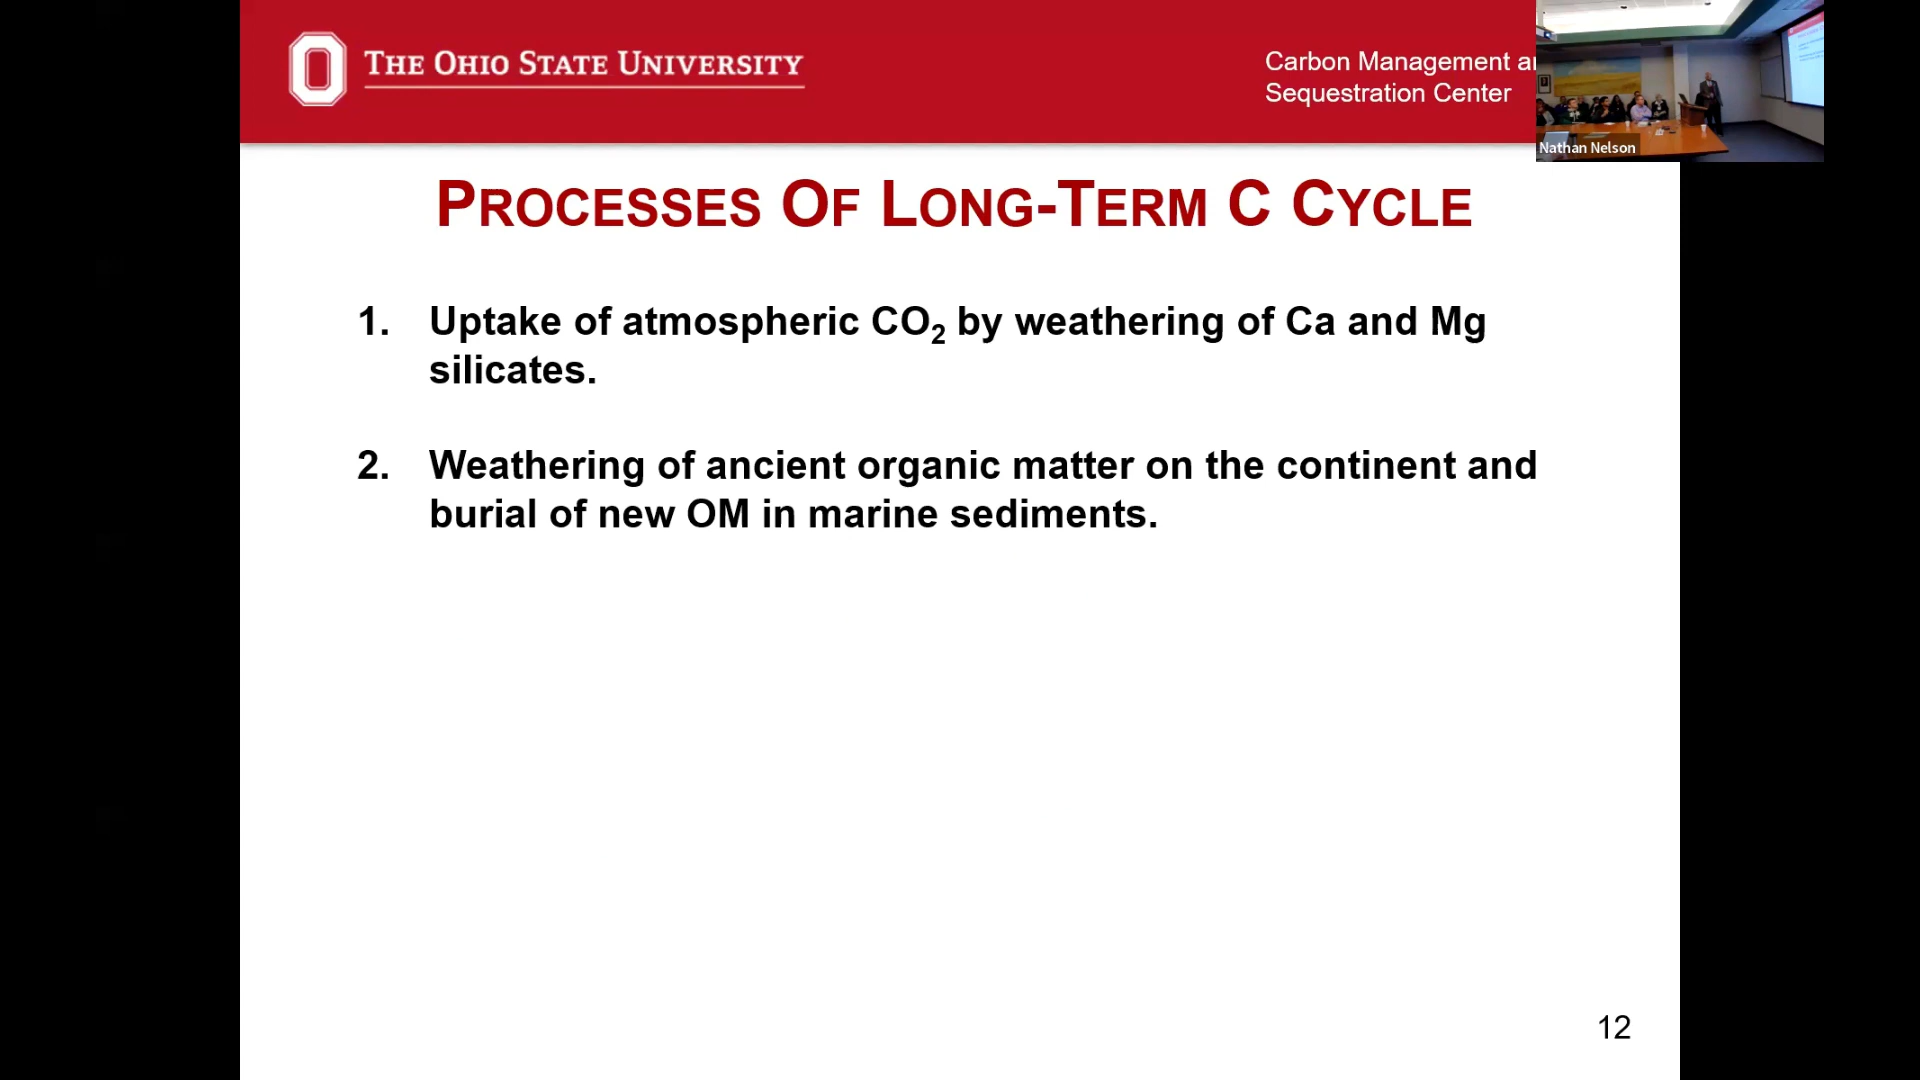 THE OHIO STATE UNIVERSITY
Carbon Management a
Sequestration Center
Nathan Nelson
PROCESSES OF LONG-TERM C CYCLE
1. Uptake of atmospheric CO₂ by weathering of Ca and Mg
silicates.
2. Weathering of ancient organic matter on the continent and
burial of new OM in marine sediments.
12